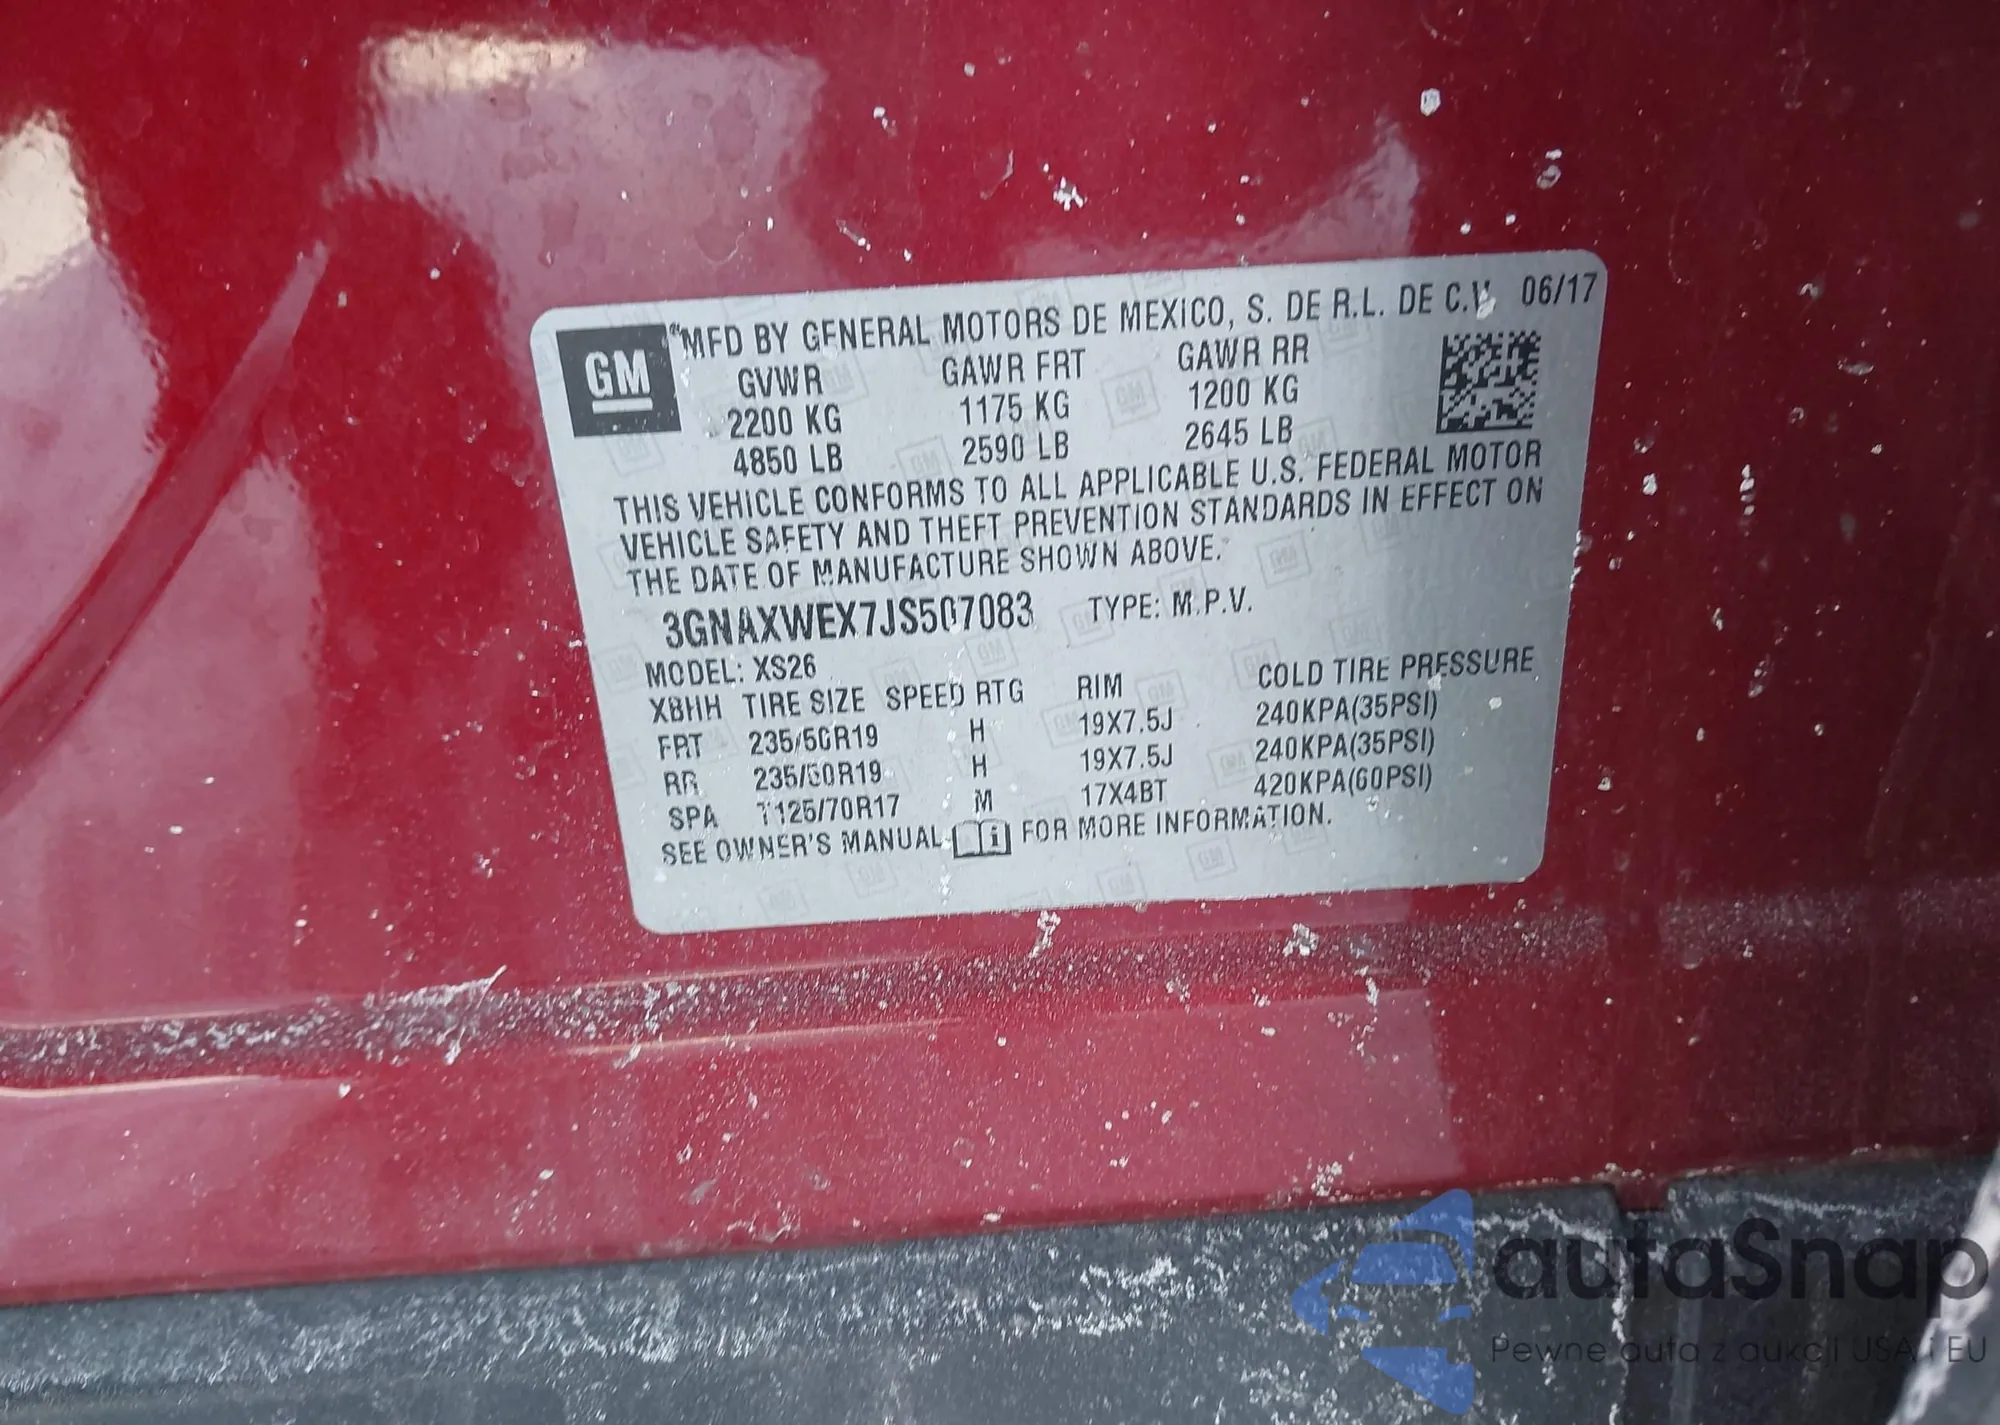 GM MFD BY GENERAL MOTORS DE MEXICO, S. DE R.L. DE C.V 06/17
GVWR GAWR FRT GAWR RR
2200 KG 1175 KG 1200 KG
4850 LB 2590 LB 2645 LB
THIS VEHICLE CONFORMS TO ALL APPLICABLE U.S. FEDERAL MOTOR
VEHICLE SAFETY AND THEFT PREVENTION STANDARDS IN EFFECT ON
THE DATE OF MANUFACTURE SHOWN ABOVE.
3GNAXWEX7JS507083 TYPE: M.P.V.
MODEL: XS26
XBHH TIRE SIZE SPEED RTG RIM COLD TIRE PRESSURE
FRT 235/50R19 H 19X7.5J 240KPA(35PSI)
RR 235/50R19 H 19X7.5J 240KPA(35PSI)
SPA T125/70R17 M 17X4BT 420KPA(60PSI)
SEE OWNER'S MANUAL FOR MORE INFORMATION.
autaSnap
Pewne auta z aukcji USA i EU